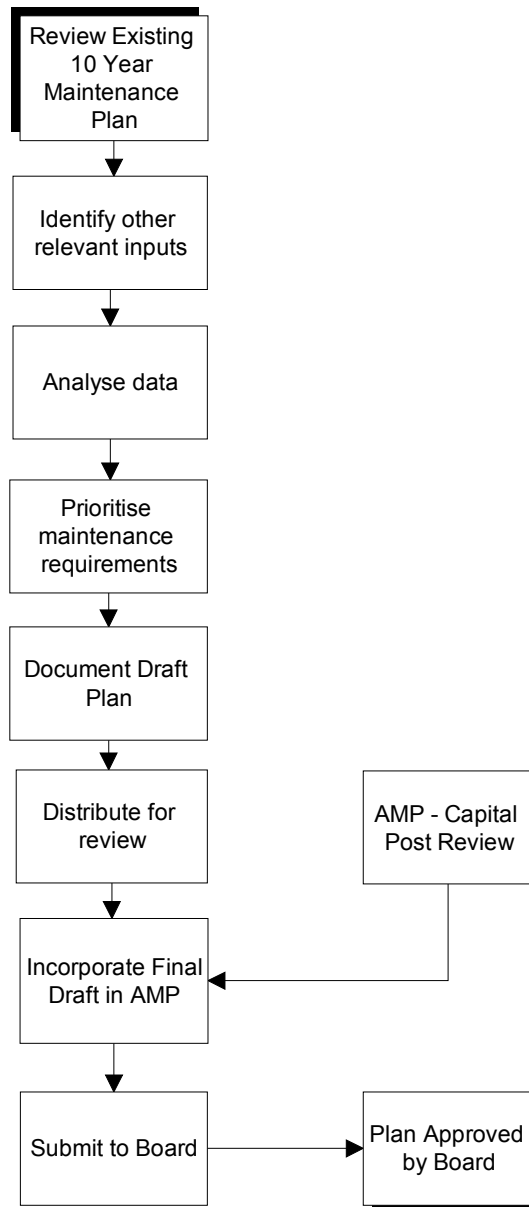 Review Existing
10 Year
Maintenance
Plan
Identify other
relevant inputs
Analyse data
Prioritise
maintenance
requirements
Document Draft
Plan
Distribute for
review
AMP - Capital
Post Review
Incorporate Final
Draft in AMP
Submit to Board
Plan Approved
by Board